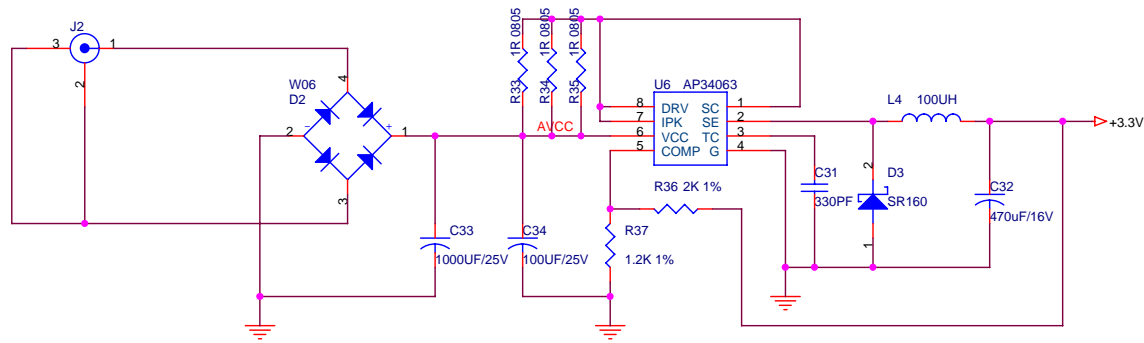 J2
3
1
2
W06
D2
4
2
-
+
1
3
AVCC
R33 1R 0805
R34 1R 0805
R35 1R 0805
U6 AP34063
8 DRV SC 1
7 IPK SE 2
6 VCC TC 3
5 COMP G 4
L4 100UH
+3.3V
C31
330PF
2
D3
SR160
1
C32
470uF/16V
R36 2K 1%
R37
1.2K 1%
C33
1000UF/25V
C34
100UF/25V